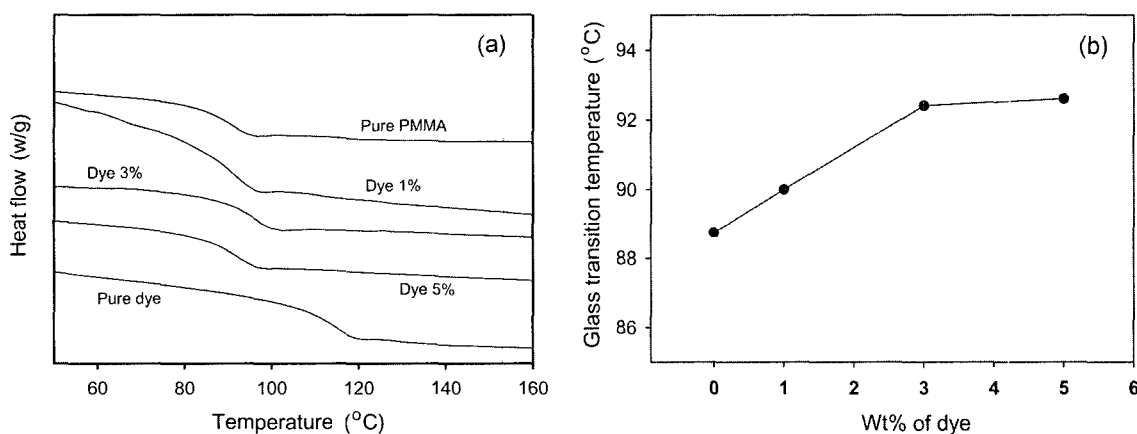 (a)
Pure PMMA
Dye 3%
Dye 1%
Dye 5%
Pure dye
Heat flow (w/g)
60 80 100 120 140 160
Temperature (°C)
(b)
94
92
90
88
86
Glass transition temperature (°C)
0 1 2 3 4 5 6
Wt% of dye